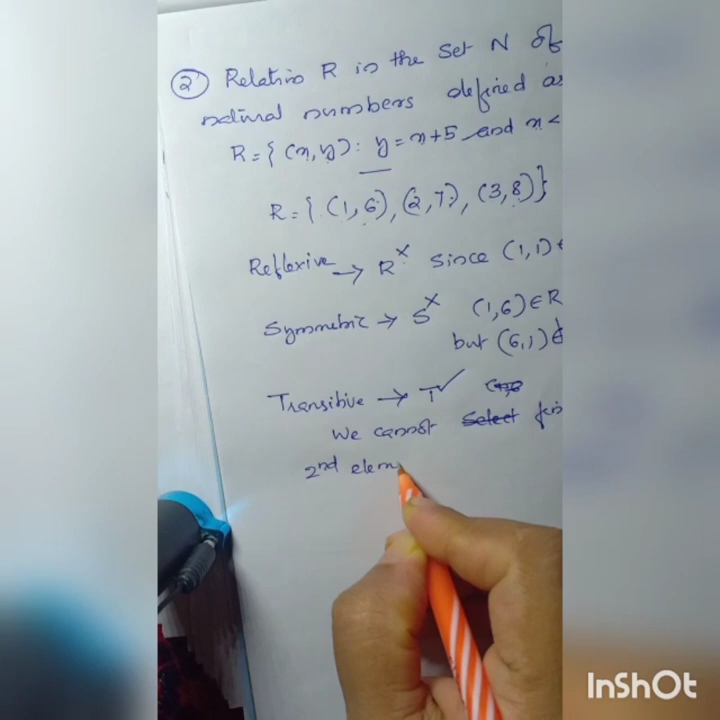 2) Relation R in the set N of
natural numbers defined as
R = { (x, y) : y = x + 5 and x <
R = { (1, 6), (2, 7), (3, 8) }
Reflexive → R ✗ Since (1, 1) ∉
Symmetric → S ✗ (1, 6) ∈ R
but (6, 1) ∉
Transitive → T ✓
We cannot select
2nd elem
InShOt